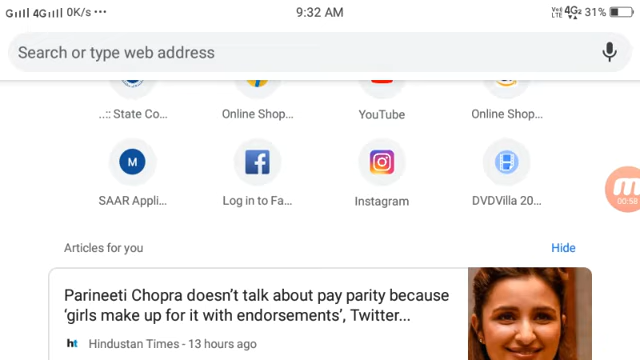 0K/s ••• 9:32 AM 4G 31%
Search or type web address
..:: State Co... Online Shop... YouTube Online Shop...
M
SAAR Appli... Log in to Fa... Instagram DVDVilla 20...
00:58
Articles for you Hide
Parineeti Chopra doesn't talk about pay parity because
'girls make up for it with endorsements', Twitter...
ht Hindustan Times - 13 hours ago